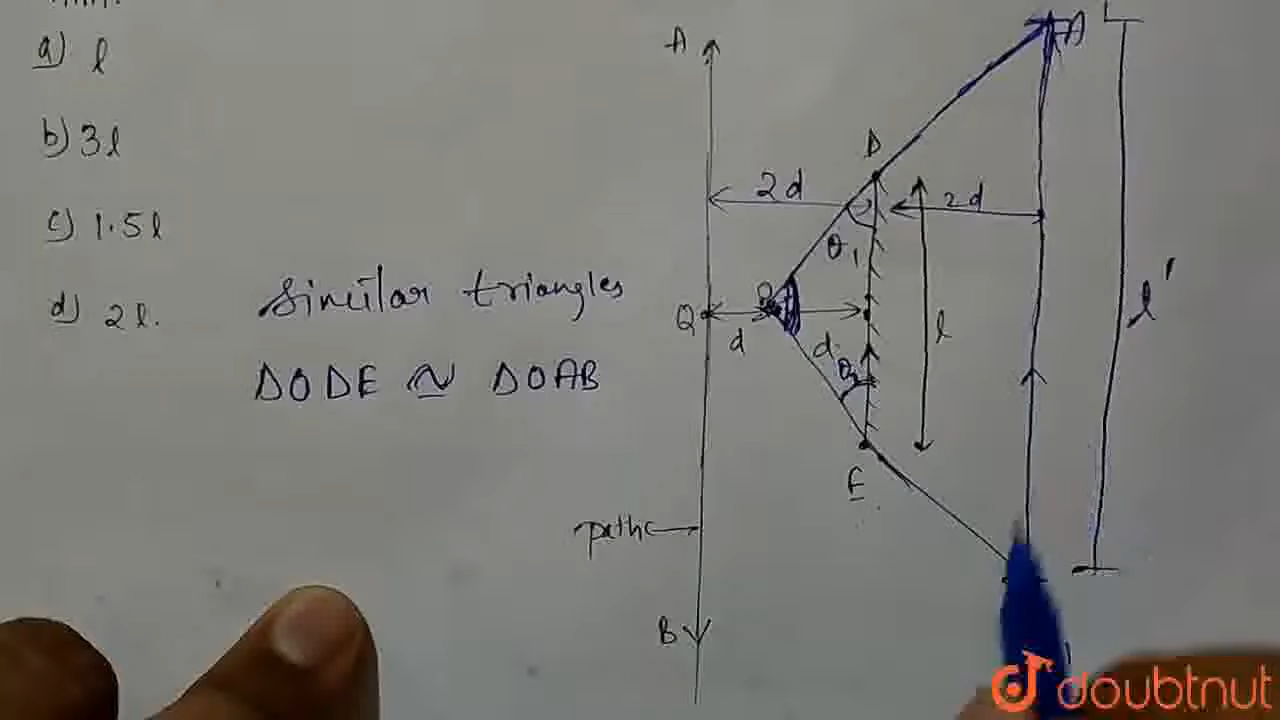 a) l
b) 3l
c) 1.5l
d) 2l.
Similar triangles
ΔODE ≅ ΔOAB
A
2d
D
2d
A
θ1
l'
Q
O
d
d
l
θ2
E
path
B
doubtnut